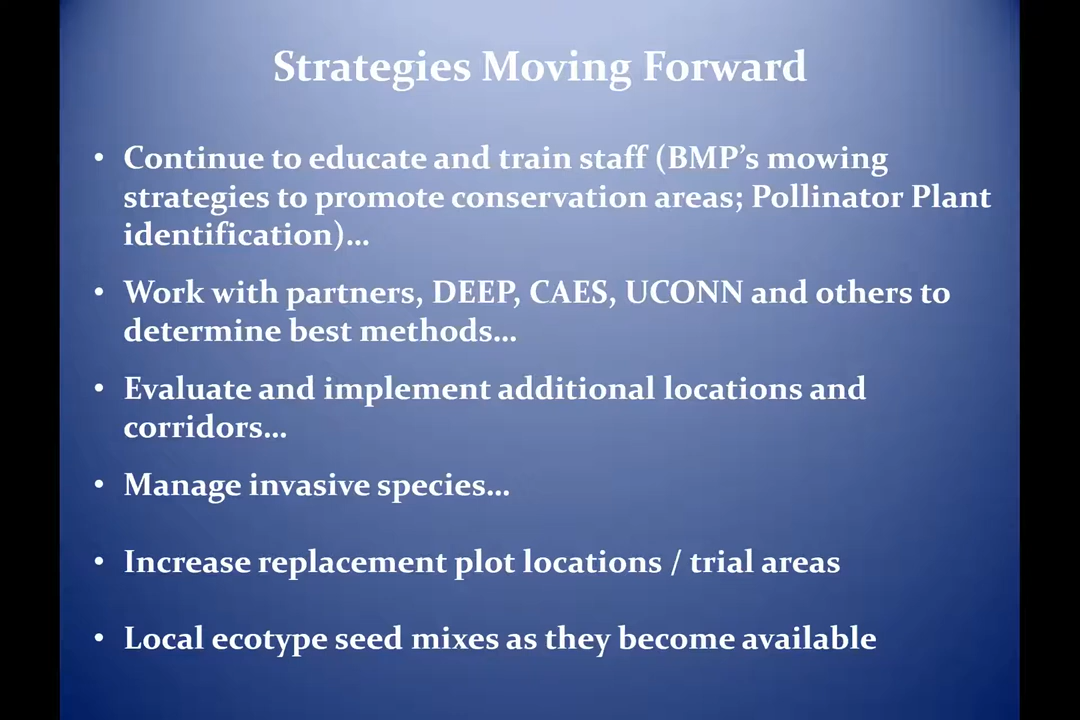 Strategies Moving Forward
• Continue to educate and train staff (BMP’s mowing
strategies to promote conservation areas; Pollinator Plant
identification)…
• Work with partners, DEEP, CAES, UCONN and others to
determine best methods…
• Evaluate and implement additional locations and
corridors…
• Manage invasive species…
• Increase replacement plot locations / trial areas
• Local ecotype seed mixes as they become available